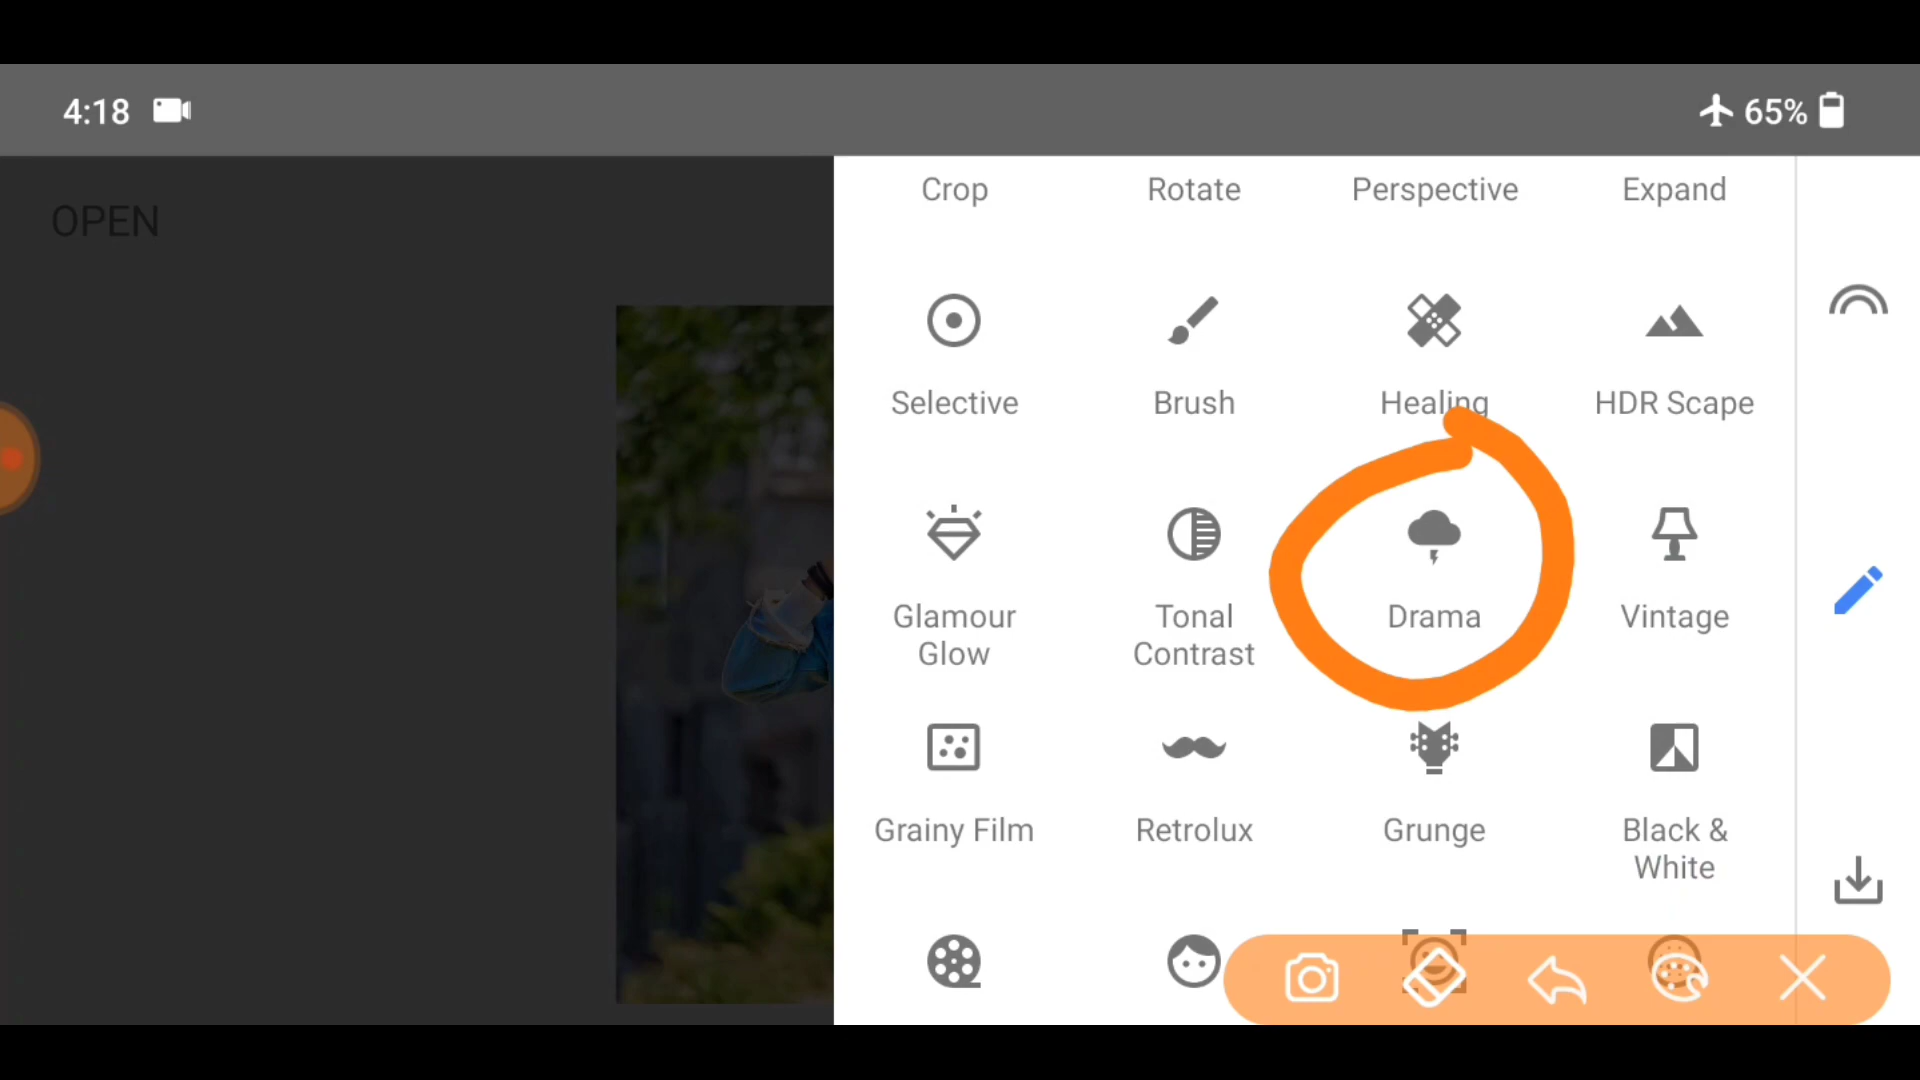 4:18
65%
OPEN
Crop
Rotate
Perspective
Expand
Selective
Brush
Healing
HDR Scape
Glamour
Glow
Tonal
Contrast
Drama
Vintage
Grainy Film
Retrolux
Grunge
Black &
White